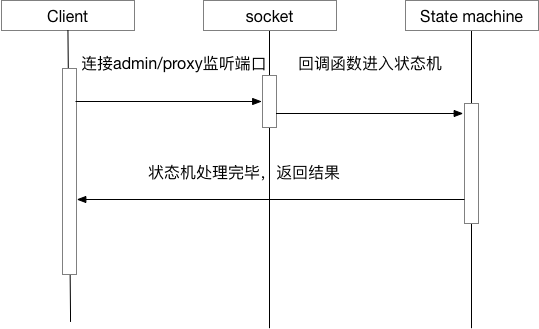 Client
socket
State machine
连接admin/proxy监听端口
回调函数进入状态机
状态机处理完毕，返回结果